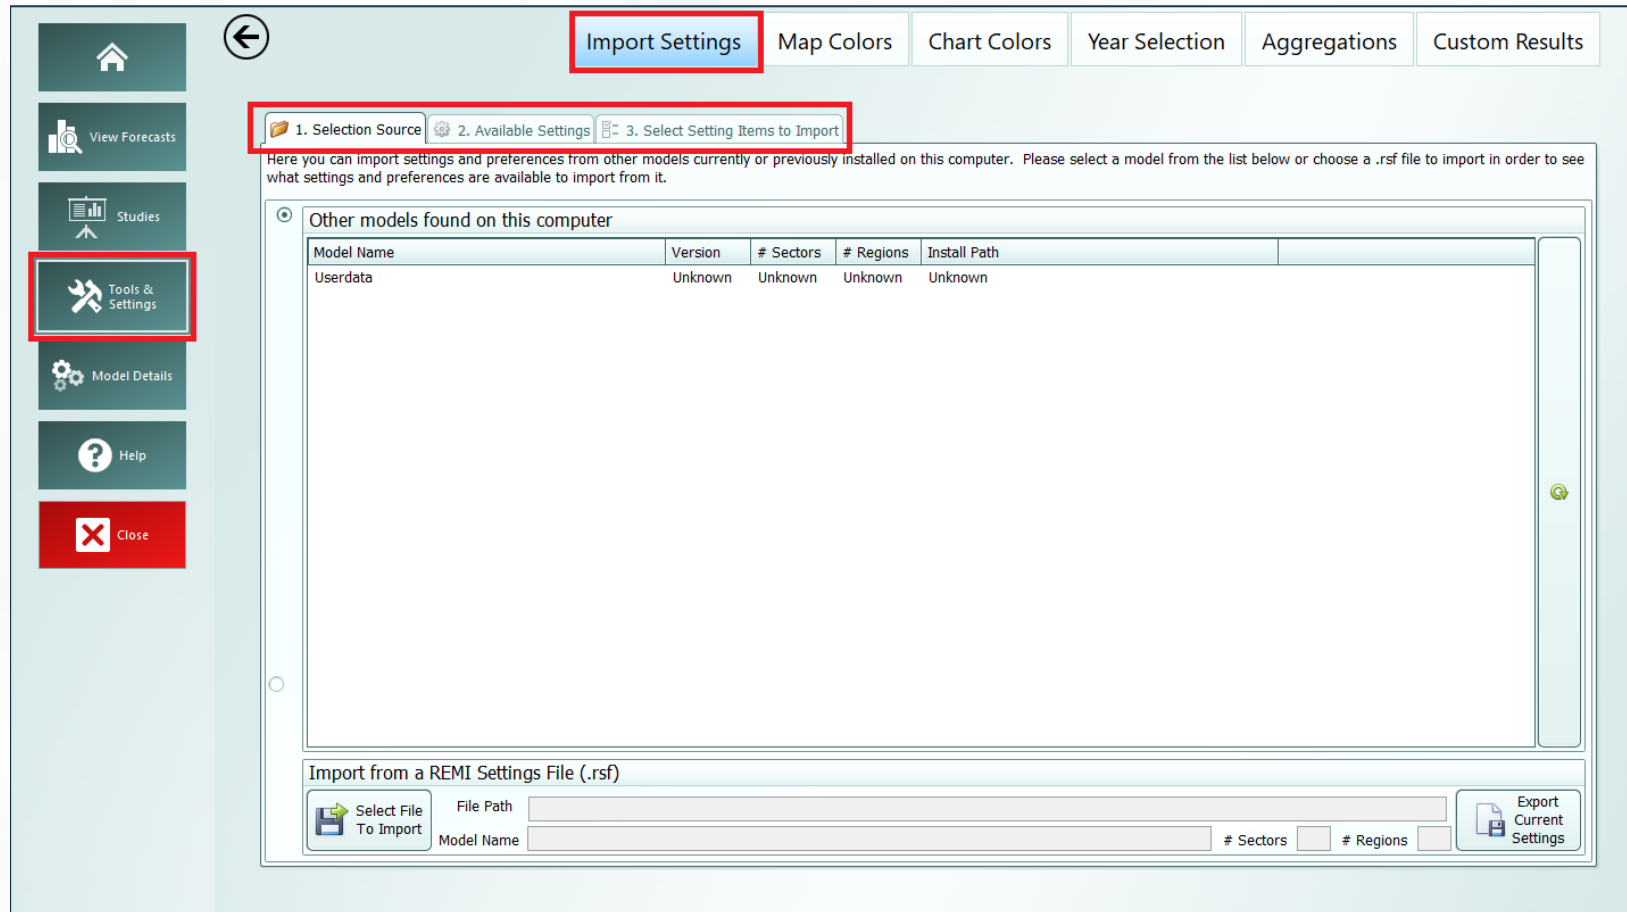 Import Settings
Map Colors
Chart Colors
Year Selection
Aggregations
Custom Results
View Forecasts
Studies
Tools &
Settings
Model Details
Help
Close
1. Selection Source
2. Available Settings
3. Select Setting Items to Import
Here you can import settings and preferences from other models currently or previously installed on this computer.  Please select a model from the list below or choose a .rsf file to import in order to see
what settings and preferences are available to import from it.
Other models found on this computer
Model Name Version # Sectors # Regions Install Path
Userdata Unknown Unknown Unknown Unknown
Import from a REMI Settings File (.rsf)
Select File
To Import
File Path
Model Name
# Sectors
# Regions
Export
Current
Settings